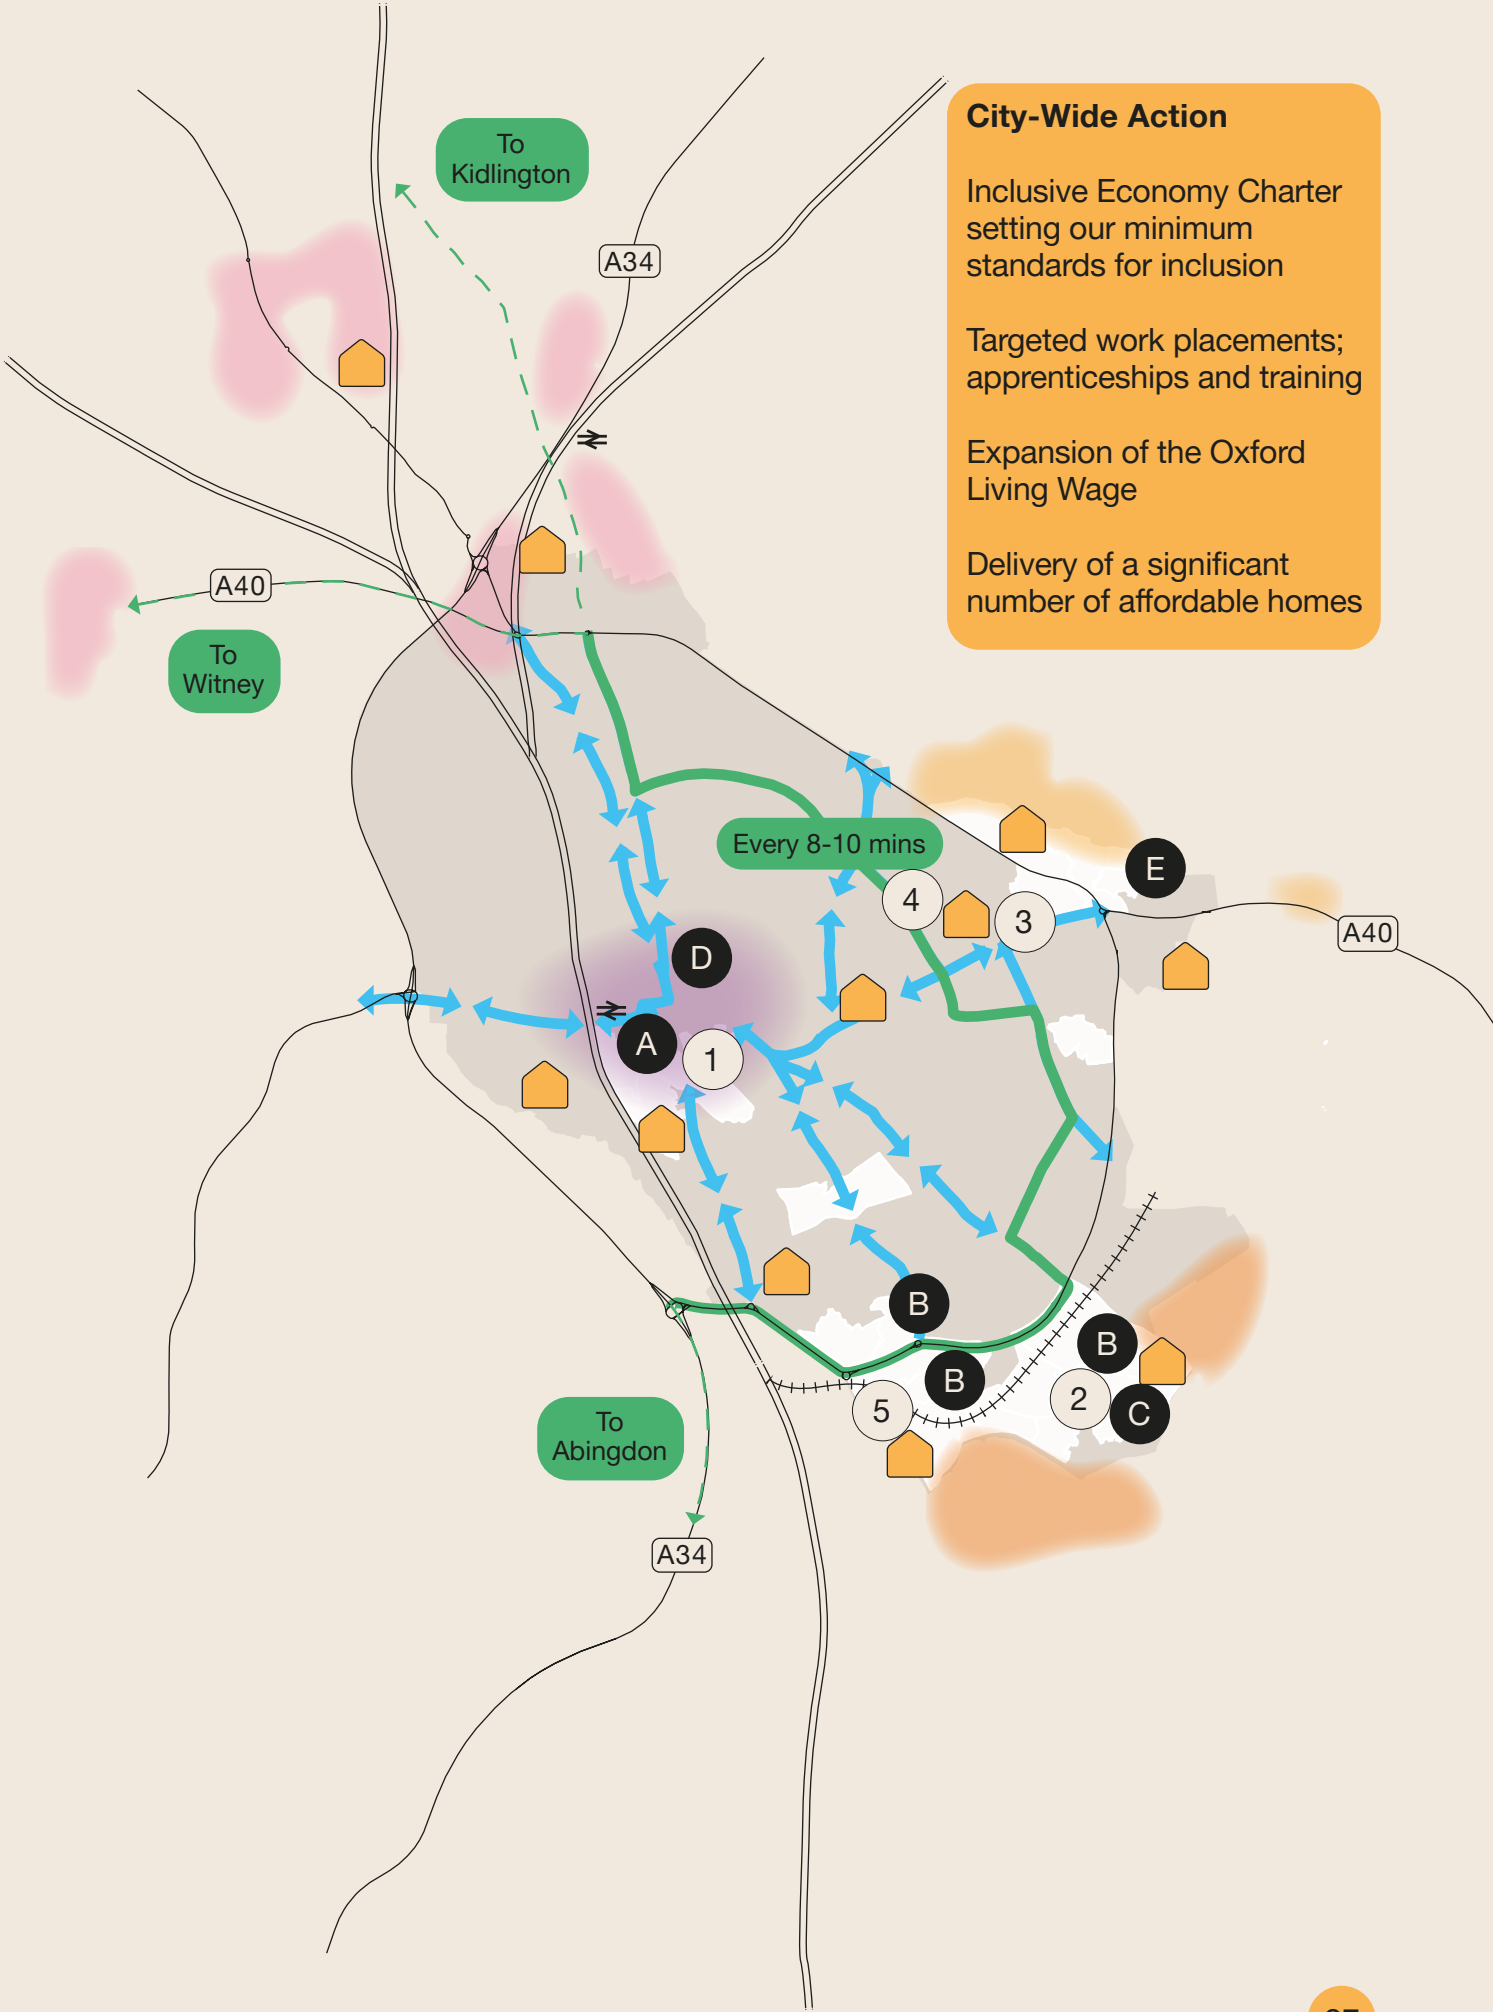 City-Wide Action
Inclusive Economy Charter
setting our minimum
standards for inclusion
Targeted work placements;
apprenticeships and training
Expansion of the Oxford
Living Wage
Delivery of a significant
number of affordable homes
To
Kidlington
A34
A40
To
Witney
Every 8-10 mins
E
4
3
A40
D
A
1
B
B
B
2
C
5
To
Abingdon
A34